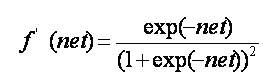 f' (net) = exp(-net) / (1+exp(-net))²